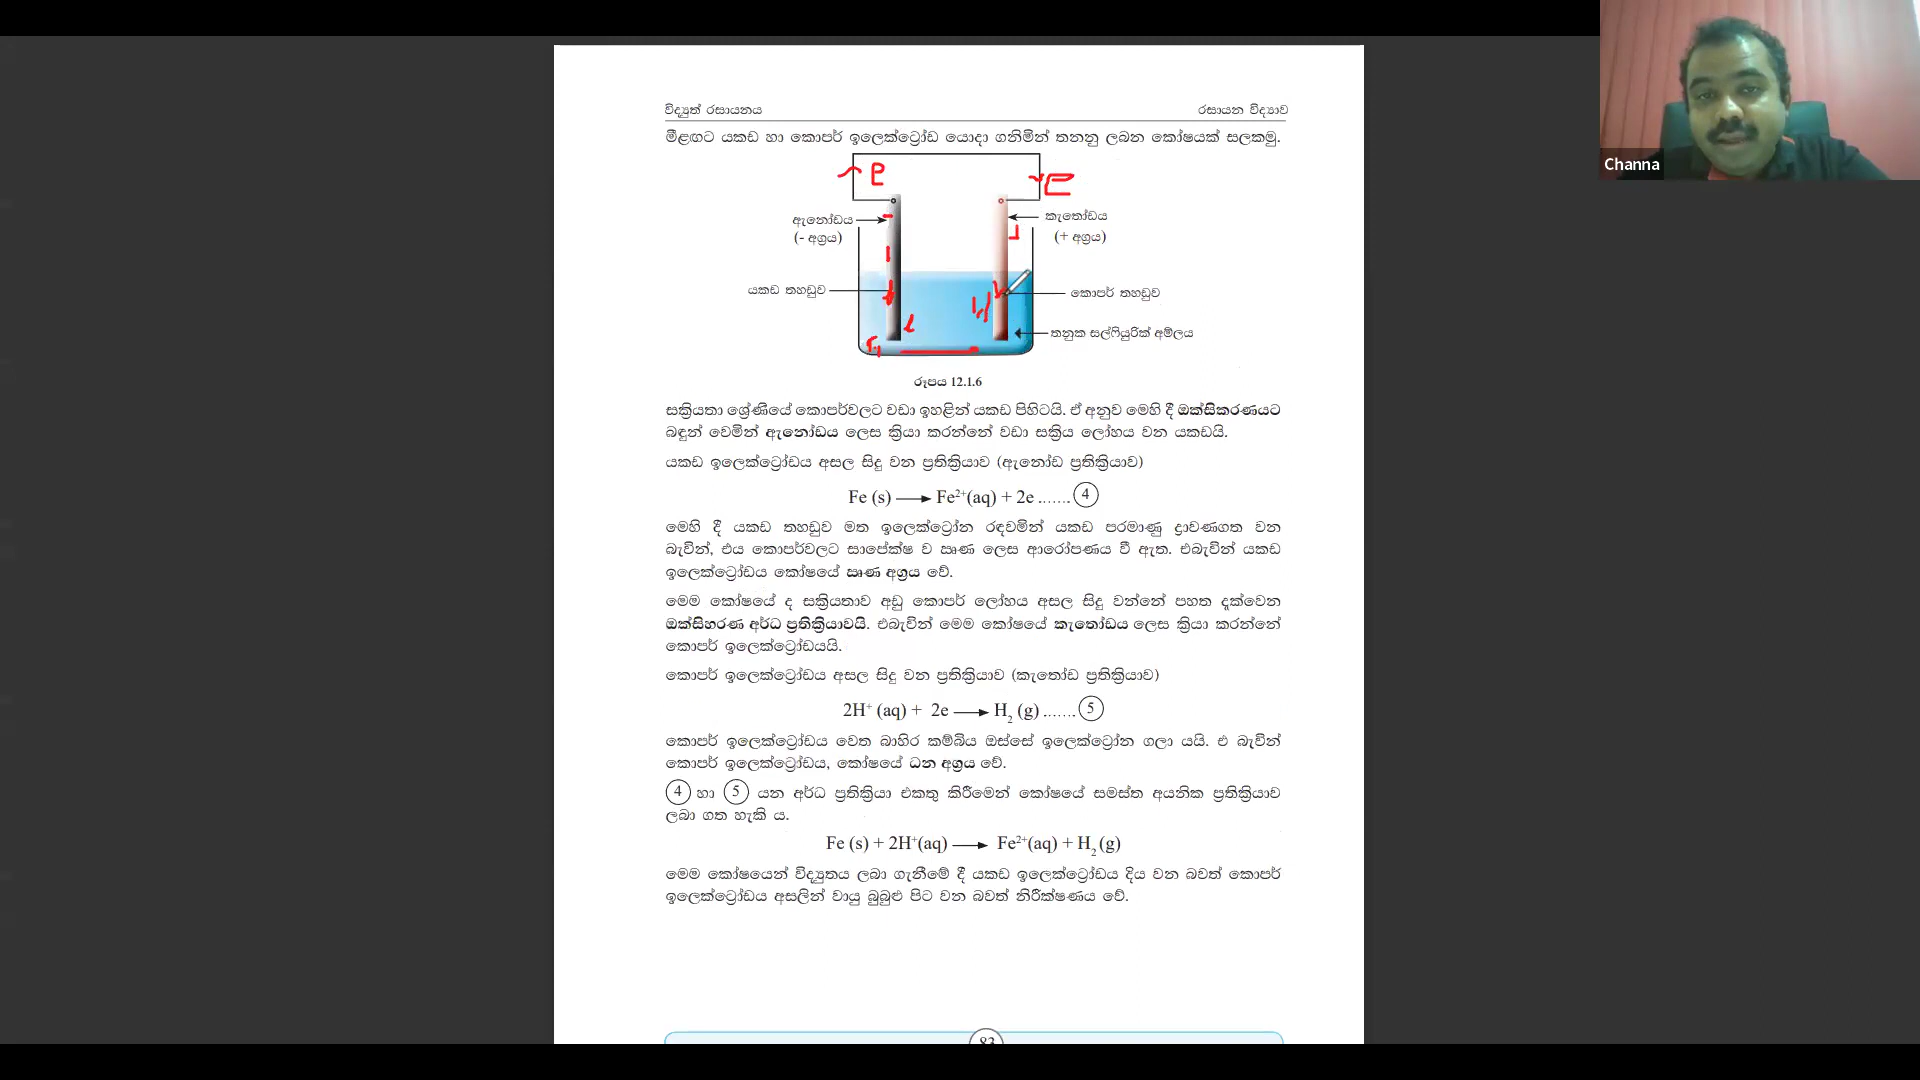 විද්‍යුත් රසායනය රසායන විද්‍යාව
මීළඟට යකඩ හා කොපර් ඉලෙක්ට්‍රෝඩ යොදා ගනිමින් තනනු ලබන කෝෂයක් සලකමු.
e
ඇනෝඩය
(- අග්‍රය)
කැතෝඩය
(+ අග්‍රය)
යකඩ තහඩුව
කොපර් තහඩුව
තනුක සල්ෆියුරික් අම්ලය
රූපය 12.1.6
සක්‍රියතා ශ්‍රේණියේ කොපර්වලට වඩා ඉහළින් යකඩ පිහිටයි. ඒ අනුව මෙහි දී ඔක්සිකරණයට
බඳුන් වෙමින් ඇනෝඩය ලෙස ක්‍රියා කරන්නේ වඩා සක්‍රිය ලෝහය වන යකඩයි.
යකඩ ඉලෙක්ට්‍රෝඩය අසල සිදු වන ප්‍රතික්‍රියාව (ඇනෝඩ ප්‍රතික්‍රියාව)
Fe (s) → Fe²⁺(aq) + 2e ....... 4
මෙහි දී යකඩ තහඩුව මත ඉලෙක්ට්‍රෝන රඳවමින් යකඩ පරමාණු ද්‍රාවණගත වන
බැවින්, එය කොපර්වලට සාපේක්ෂ ව ඍණ ලෙස ආරෝපණය වී ඇත. එබැවින් යකඩ
ඉලෙක්ට්‍රෝඩය කෝෂයේ ඍණ අග්‍රය වේ.
මෙම කෝෂයේ ද සක්‍රියතාව අඩු කොපර් ලෝහය අසල සිදු වන්නේ පහත දැක්වෙන
ඔක්සිහරණ අර්ධ ප්‍රතික්‍රියාවයි. එබැවින් මෙම කෝෂයේ කැතෝඩය ලෙස ක්‍රියා කරන්නේ
කොපර් ඉලෙක්ට්‍රෝඩයයි.
කොපර් ඉලෙක්ට්‍රෝඩය අසල සිදු වන ප්‍රතික්‍රියාව (කැතෝඩ ප්‍රතික්‍රියාව)
2H⁺ (aq) + 2e → H₂ (g) ....... 5
කොපර් ඉලෙක්ට්‍රෝඩය වෙත බාහිර කම්බිය ඔස්සේ ඉලෙක්ට්‍රෝන ගලා යයි. එ බැවින්
කොපර් ඉලෙක්ට්‍රෝඩය, කෝෂයේ ධන අග්‍රය වේ.
4 හා 5 යන අර්ධ ප්‍රතික්‍රියා එකතු කිරීමෙන් කෝෂයේ සමස්ත අයනික ප්‍රතික්‍රියාව
ලබා ගත හැකි ය.
Fe (s) + 2H⁺(aq) → Fe²⁺(aq) + H₂ (g)
මෙම කෝෂයෙන් විද්‍යුතය ලබා ගැනීමේ දී යකඩ ඉලෙක්ට්‍රෝඩය දිය වන බවත් කොපර්
ඉලෙක්ට්‍රෝඩය අසලින් වායු බුබුළු පිට වන බවත් නිරීක්ෂණය වේ.
83
Channa